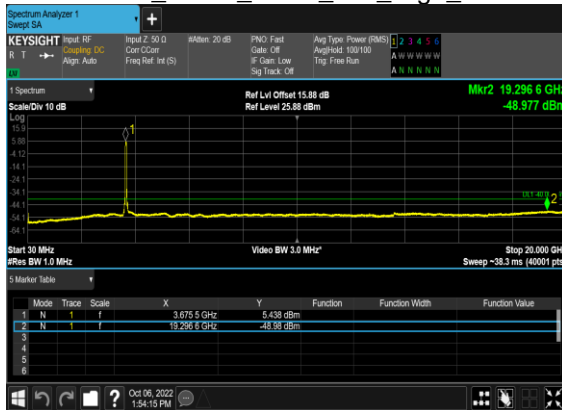 Spectrum Analyzer 1
Swept SA
+
KEYSIGHT Input: RF Input Z: 50 Ω #Atten: 20 dB PNO: Fast Avg Type: Power (RMS) 1 2 3 4 5 6
R T Coupling: DC Corr CCorr Gate: Off Avg|Hold: 100/100 A W W W W W
Align: Auto Freq Ref: Int (S) IF Gain: Low Trig: Free Run
LXI Sig Track: Off A N N N N N
1 Spectrum Ref Lvl Offset 15.88 dB Mkr2 19.296 6 GHz
Scale/Div 10 dB Ref Level 25.88 dBm -48.977 dBm
Log
15.9
1
5.88
-4.12
-14.1
-24.1
-34.1
2
-44.1
-54.1
-64.1
Start 30 MHz Video BW 3.0 MHz* Stop 20.000 GHz
#Res BW 1.0 MHz Sweep ~38.3 ms (40001 pts)
5 Marker Table
Mode Trace Scale X Y Function Function Width Function Value
1 N 1 f 3.675 5 GHz 5.438 dBm
2 N 1 f 19.296 6 GHz -48.98 dBm
3
4
5
6
? Oct 06, 2022
1:54:15 PM